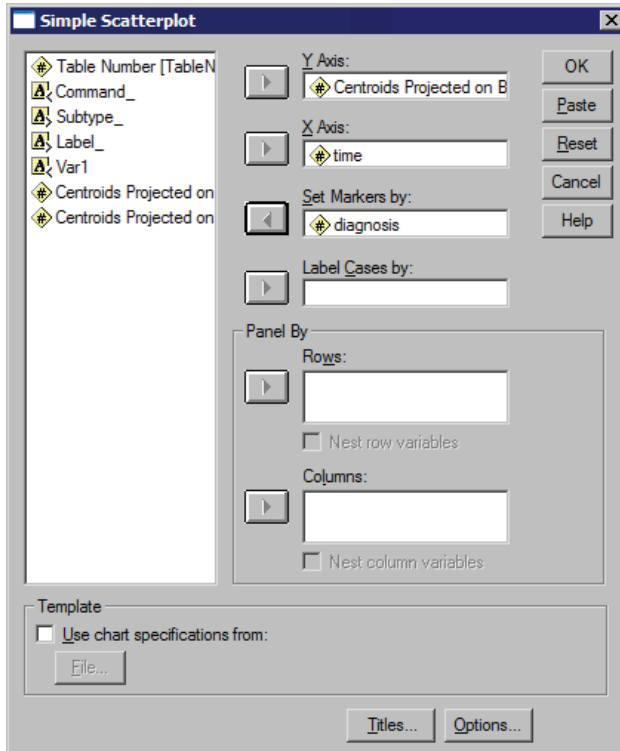 Simple Scatterplot
Table Number [TableN
Command_
Subtype_
Label_
Var1
Centroids Projected on
Centroids Projected on
Y Axis:
Centroids Projected on B
X Axis:
time
Set Markers by:
diagnosis
Label Cases by:
Panel By
Rows:
Nest row variables
Columns:
Nest column variables
OK
Paste
Reset
Cancel
Help
Template
Use chart specifications from:
File...
Titles...
Options...